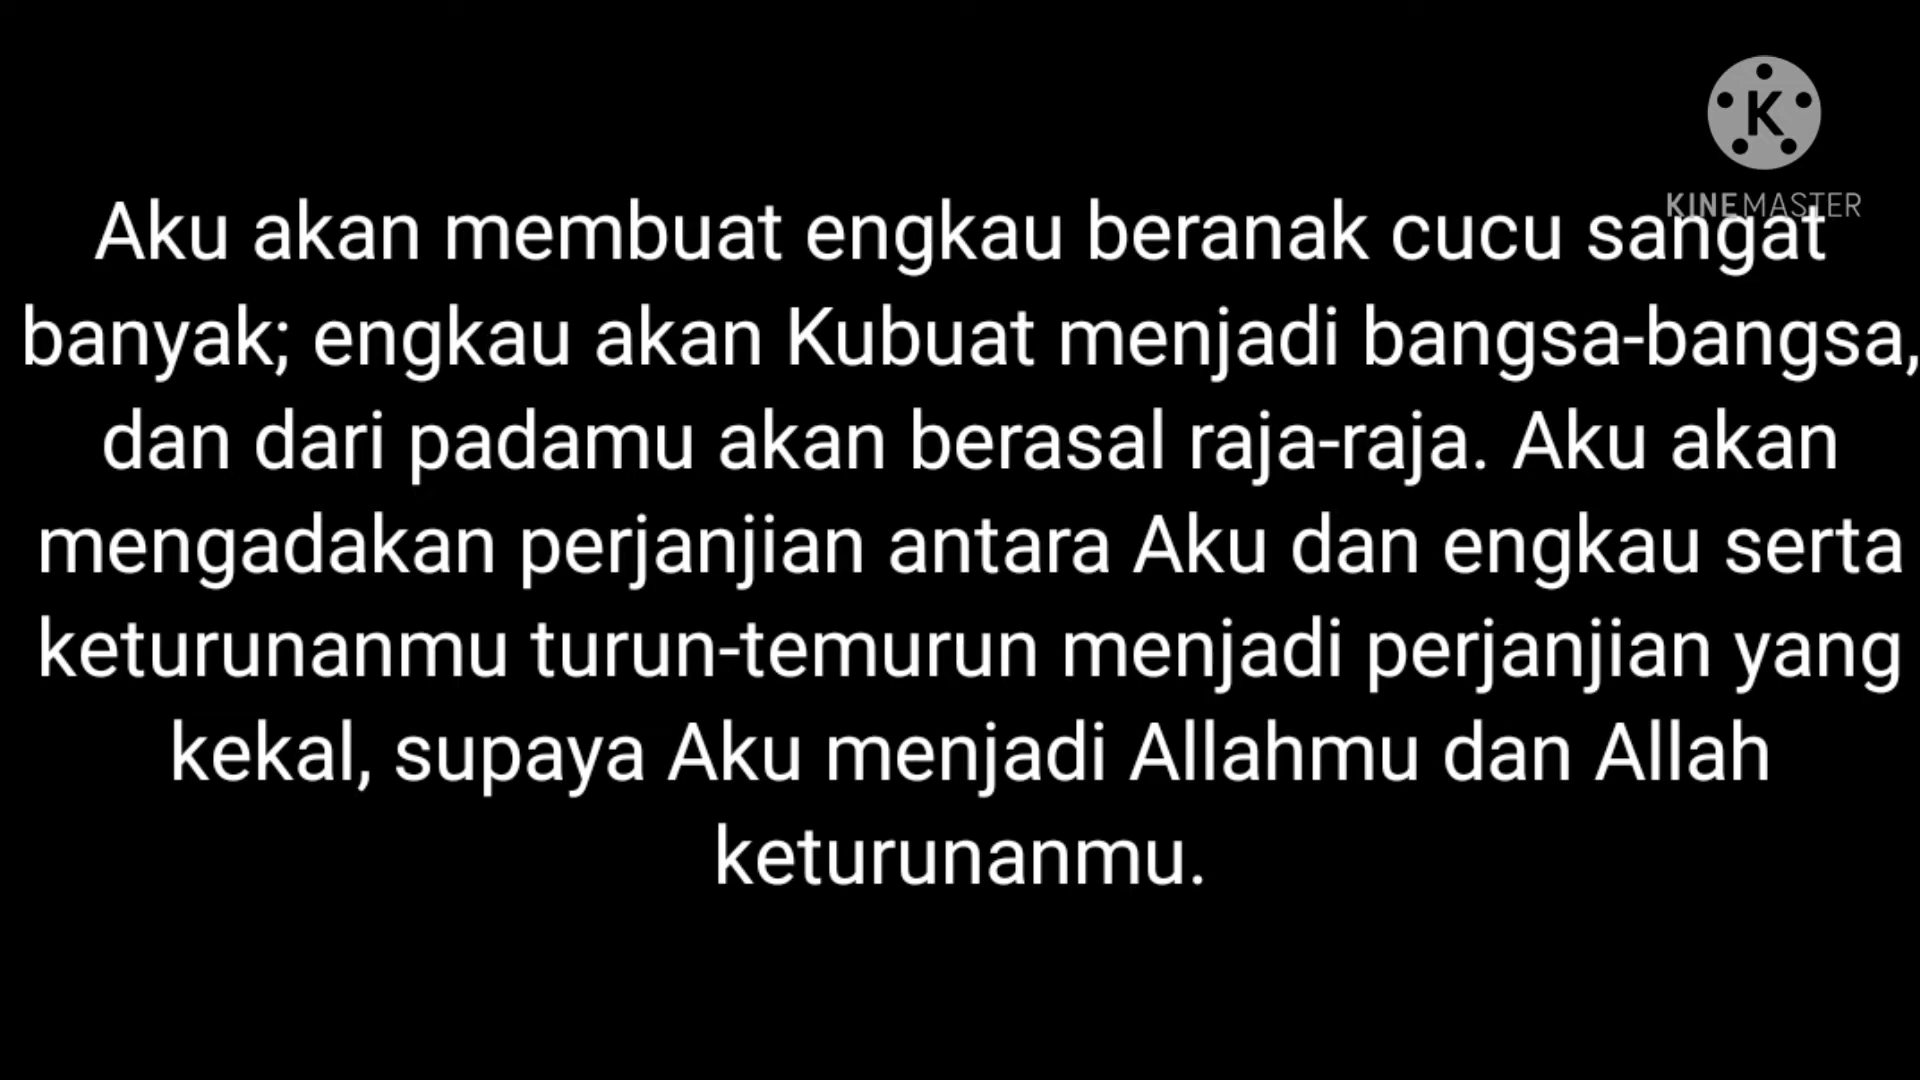 K
KINEMASTER
Aku akan membuat engkau beranak cucu sangat
banyak; engkau akan Kubuat menjadi bangsa-bangsa,
dan dari padamu akan berasal raja-raja. Aku akan
mengadakan perjanjian antara Aku dan engkau serta
keturunanmu turun-temurun menjadi perjanjian yang
kekal, supaya Aku menjadi Allahmu dan Allah
keturunanmu.